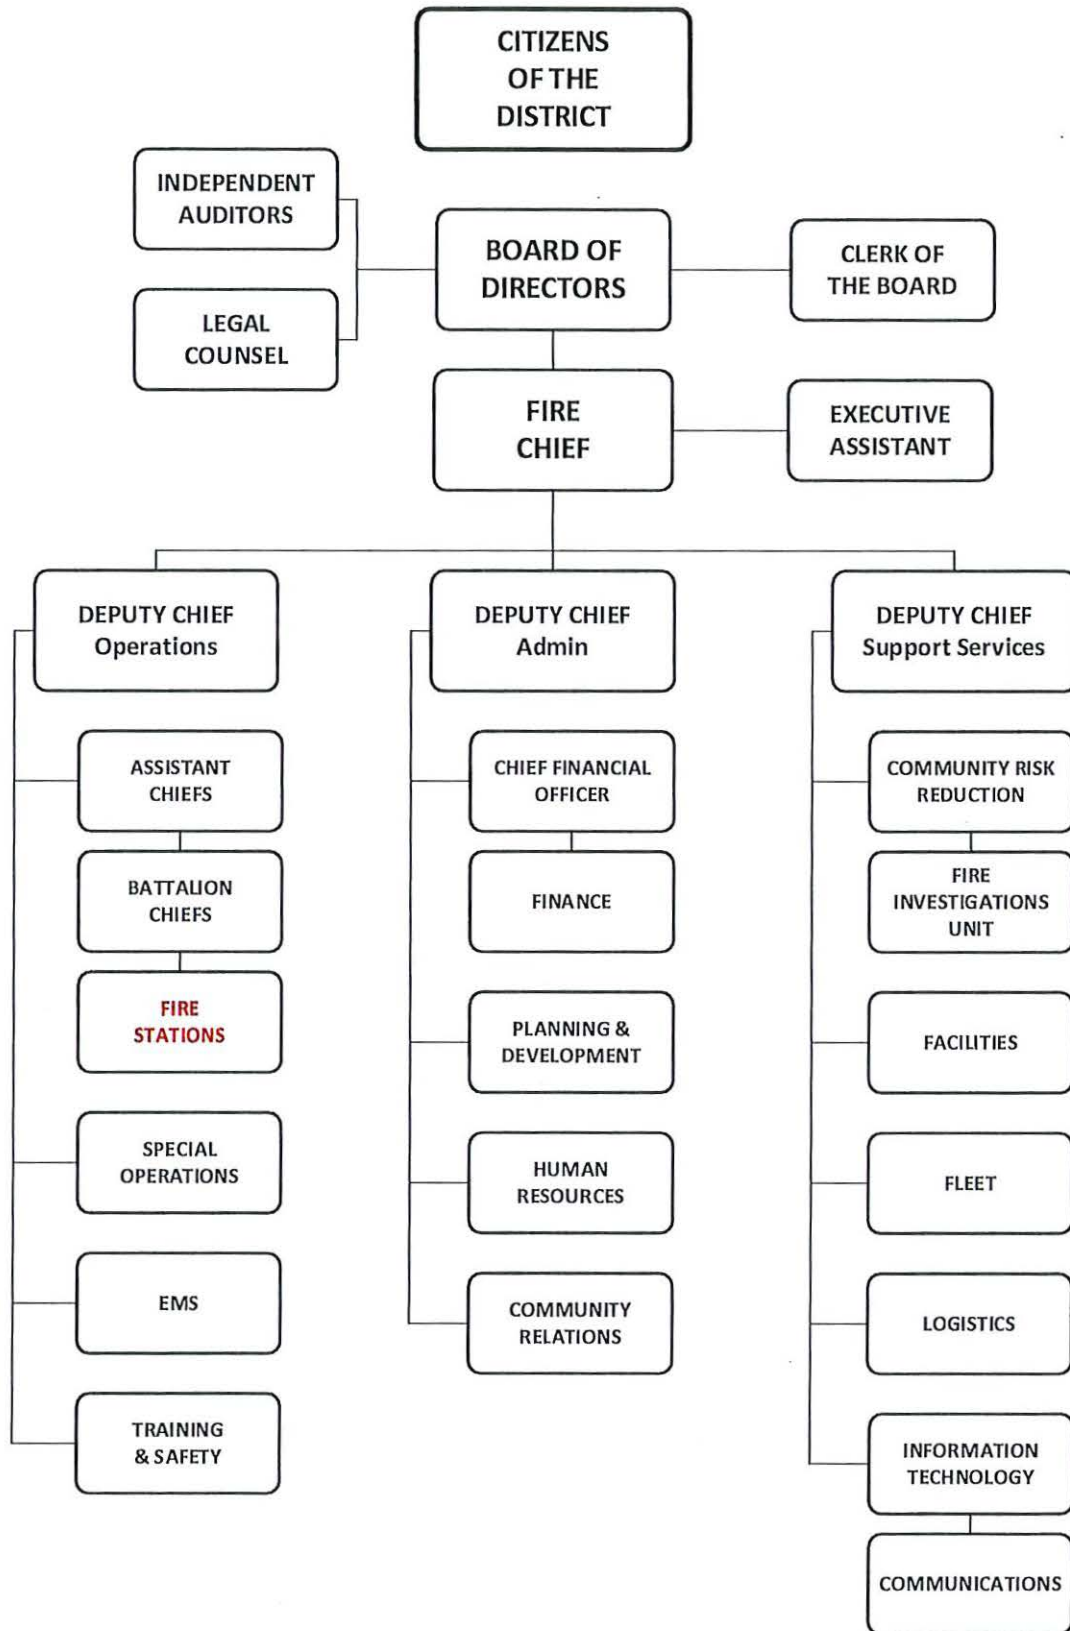 CITIZENS
OF THE
DISTRICT
INDEPENDENT
AUDITORS
BOARD OF
DIRECTORS
CLERK OF
THE BOARD
LEGAL
COUNSEL
FIRE
CHIEF
EXECUTIVE
ASSISTANT
DEPUTY CHIEF
Operations
DEPUTY CHIEF
Admin
DEPUTY CHIEF
Support Services
ASSISTANT
CHIEFS
CHIEF FINANCIAL
OFFICER
COMMUNITY RISK
REDUCTION
BATTALION
CHIEFS
FINANCE
FIRE
INVESTIGATIONS
UNIT
FIRE
STATIONS
PLANNING &
DEVELOPMENT
FACILITIES
SPECIAL
OPERATIONS
HUMAN
RESOURCES
FLEET
EMS
COMMUNITY
RELATIONS
LOGISTICS
TRAINING
& SAFETY
INFORMATION
TECHNOLOGY
COMMUNICATIONS